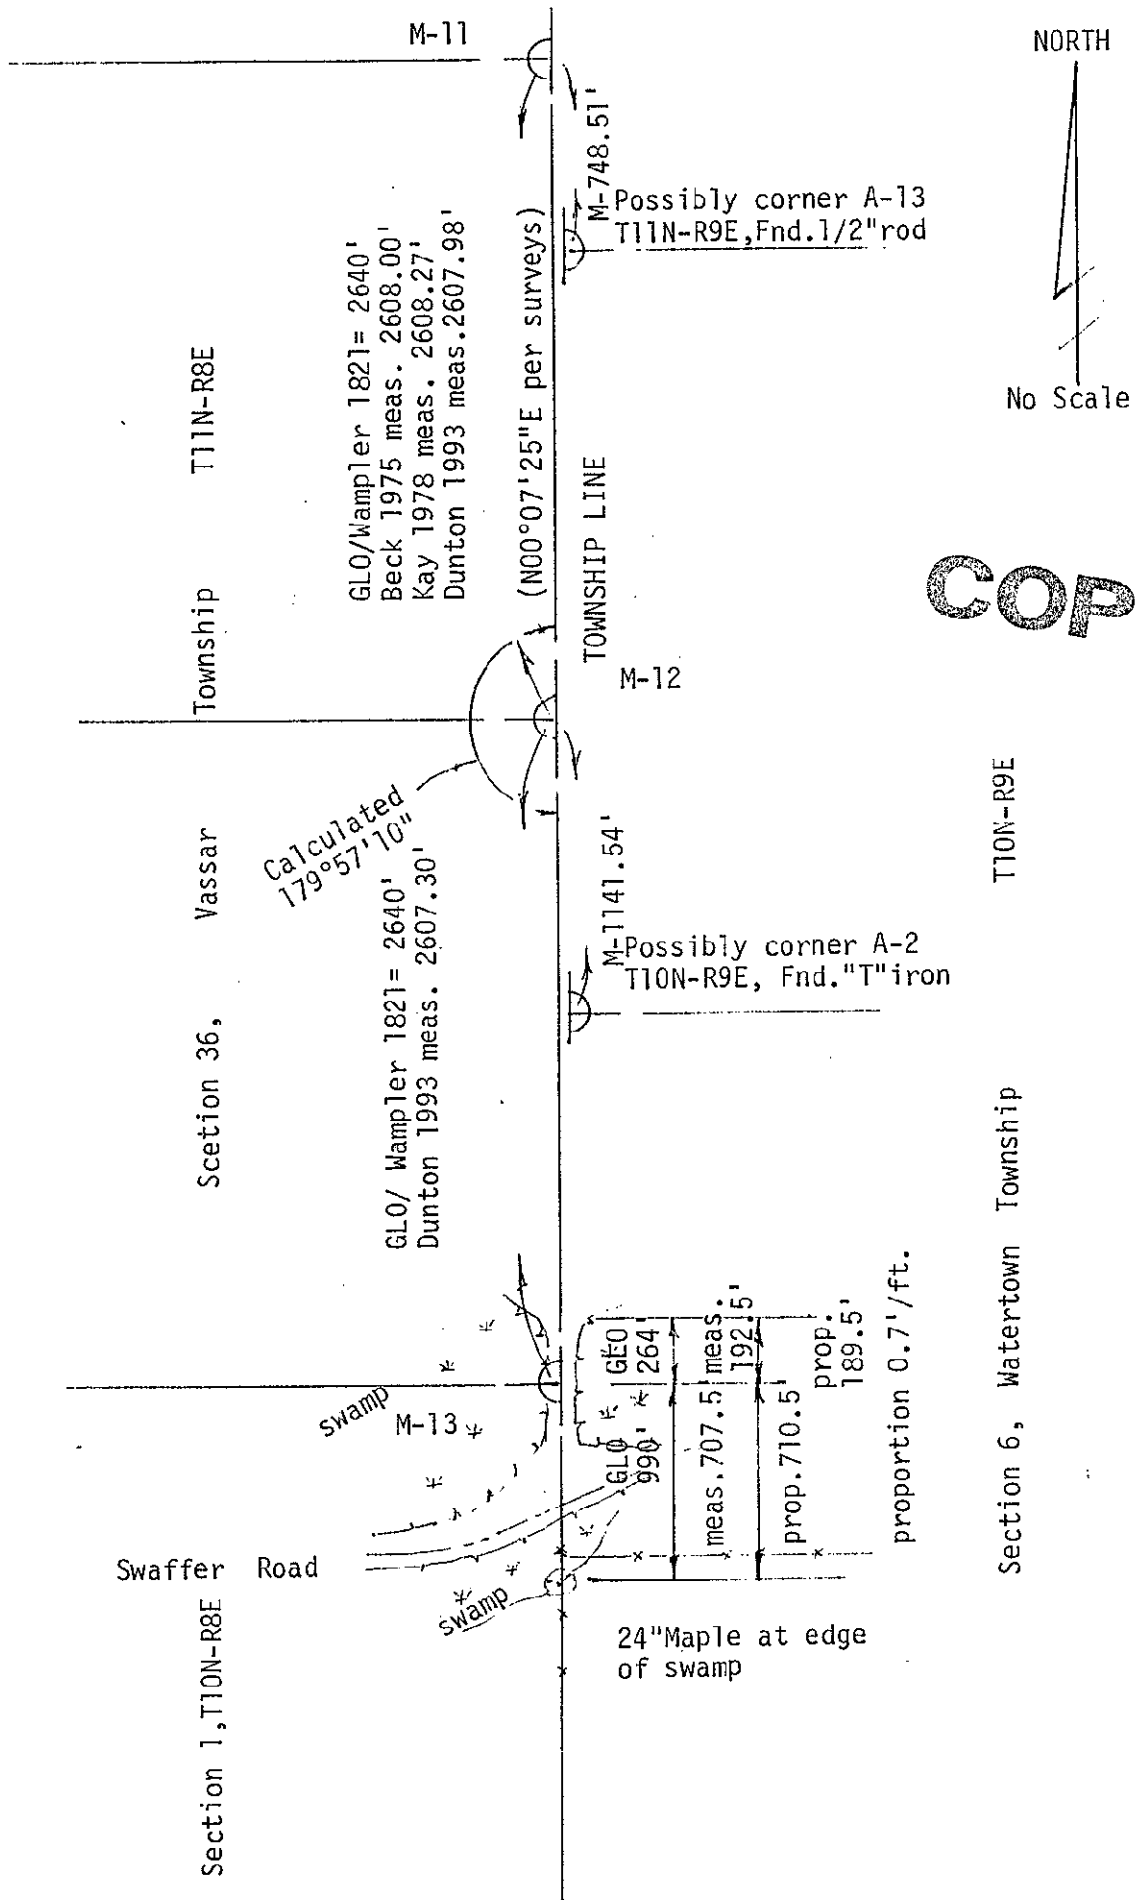 M-11
NORTH
M-748.51'
Possibly corner A-13
T11N-R9E,Fnd.1/2"rod
No Scale
T11N-R8E
GLO/Wampler 1821= 2640'
Beck 1975 meas. 2608.00'
Kay 1978 meas. 2608.27'
Dunton 1993 meas.2607.98'
(N00°07'25"E per surveys)
TOWNSHIP LINE
COP
Township
M-12
Calculated
179°57'10"
Vassar
Scetion 36,
GLO/ Wampler 1821= 2640'
Dunton 1993 meas. 2607.30'
M-1141.54'
Possibly corner A-2
T10N-R9E, Fnd."T"iron
T10N-R9E
swamp
M-13
GLO
264'
meas.
192.5'
prop.
189.5'
GLO
990'
meas.707.5'
prop.710.5'
proportion 0.7'/ft.
Section 6, Watertown Township
Swaffer Road
swamp
24"Maple at edge
of swamp
Section 1,T10N-R8E